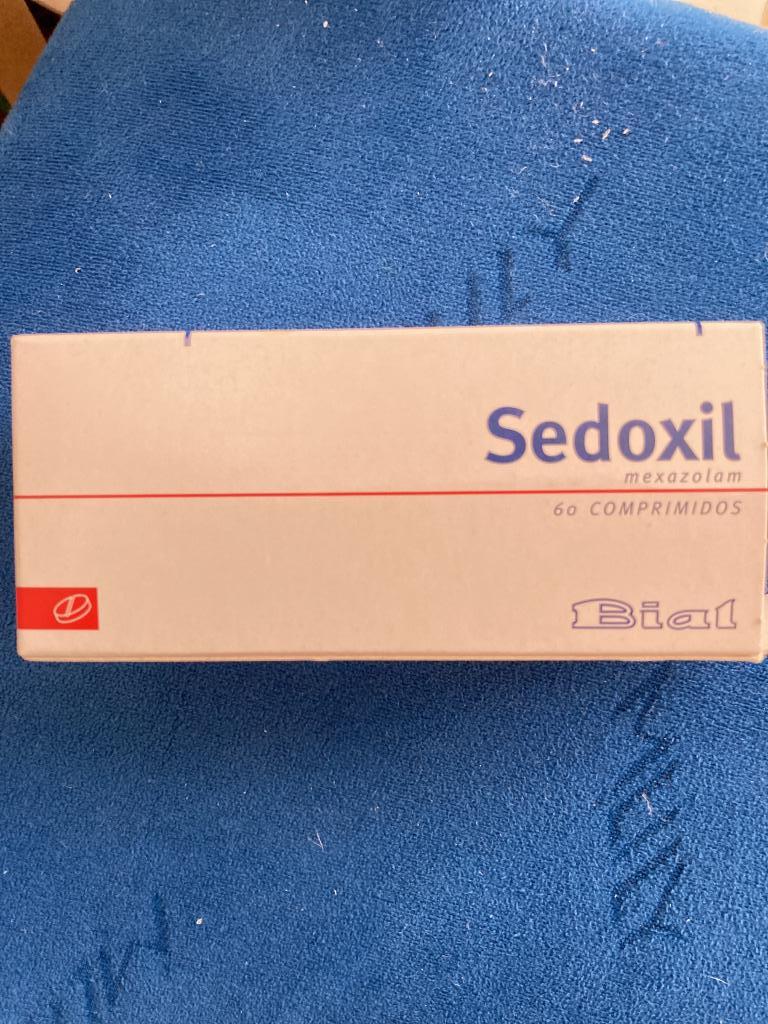 Sedoxil
mexazolam
60 COMPRIMIDOS
Bial